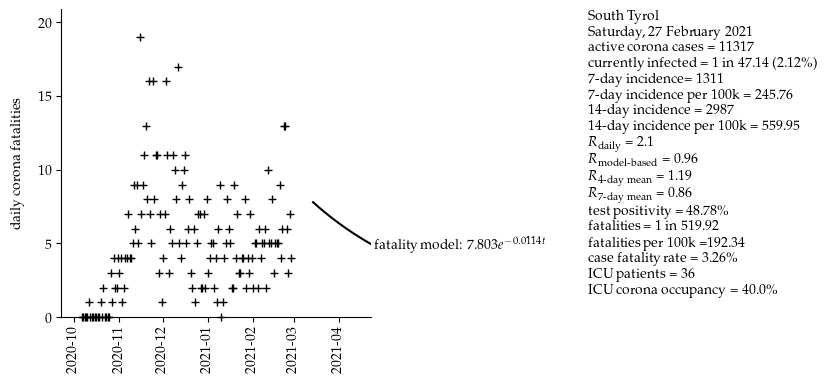 daily corona fatalities
20
15
10
5
0
2020-10
2020-11
2020-12
2021-01
2021-02
2021-03
2021-04
fatality model: 7.803e^{-0.0114t}
South Tyrol
Saturday, 27 February 2021
active corona cases = 11317
currently infected = 1 in 47.14 (2.12%)
7-day incidence= 1311
7-day incidence per 100k = 245.76
14-day incidence = 2987
14-day incidence per 100k = 559.95
R_daily = 2.1
R_model-based = 0.96
R_4-day mean = 1.19
R_7-day mean = 0.86
test positivity = 48.78%
fatalities = 1 in 519.92
fatalities per 100k =192.34
case fatality rate = 3.26%
ICU patients = 36
ICU corona occupancy = 40.0%